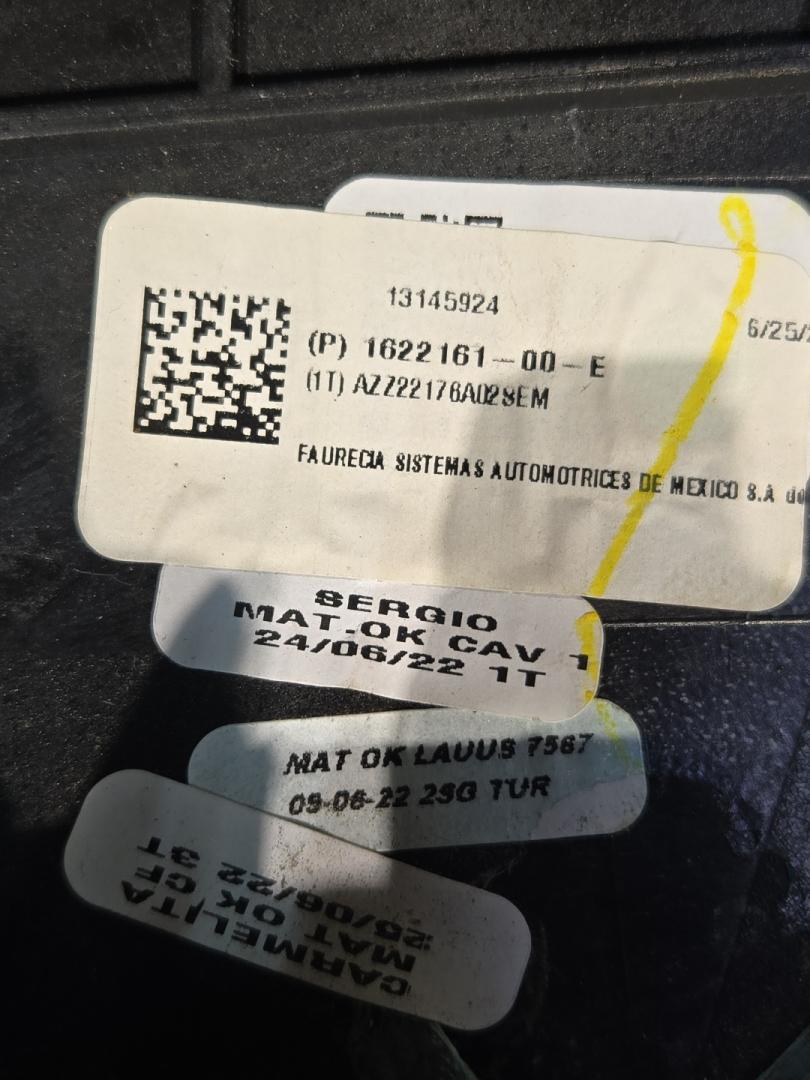 13145924
6/25/2
(P) 1622161-00-E
(1T) AZZ22176A028EM
FAURECIA SISTEMAS AUTOMOTRICES DE MEXICO S.A de
SERGIO
MAT-OK CAV 1
24/06/22 1T
MAT OK LAUUS 7567
09-06-22 2SG TUR
CARMELITA
MAT OK CF
25/06/22 3T